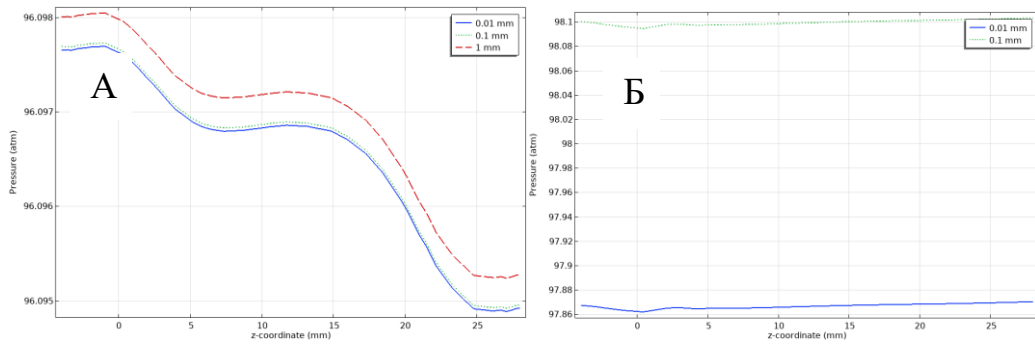 А
0.01 mm
0.1 mm
1 mm
96.098
96.097
96.096
96.095
Pressure (atm)
0
5
10
15
20
25
z-coordinate (mm)
Б
0.01 mm
0.1 mm
98.1
98.08
98.06
98.04
98.02
98
97.98
97.96
97.94
97.92
97.9
97.88
97.86
Pressure (atm)
0
5
10
15
20
25
z-coordinate (mm)